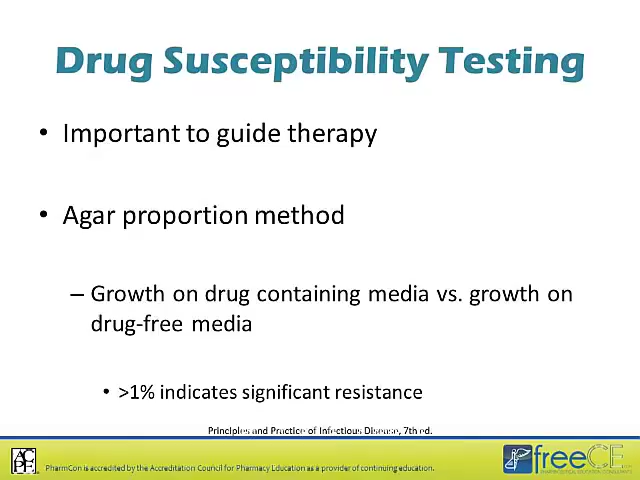 Drug Susceptibility Testing
• Important to guide therapy
• Agar proportion method
– Growth on drug containing media vs. growth on
drug-free media
• >1% indicates significant resistance
Principles and Practice of Infectious Disease, 7th ed.
ACPE
PharmCon is accredited by the Accreditation Council for Pharmacy Education as a provider of continuing education.
freeCE